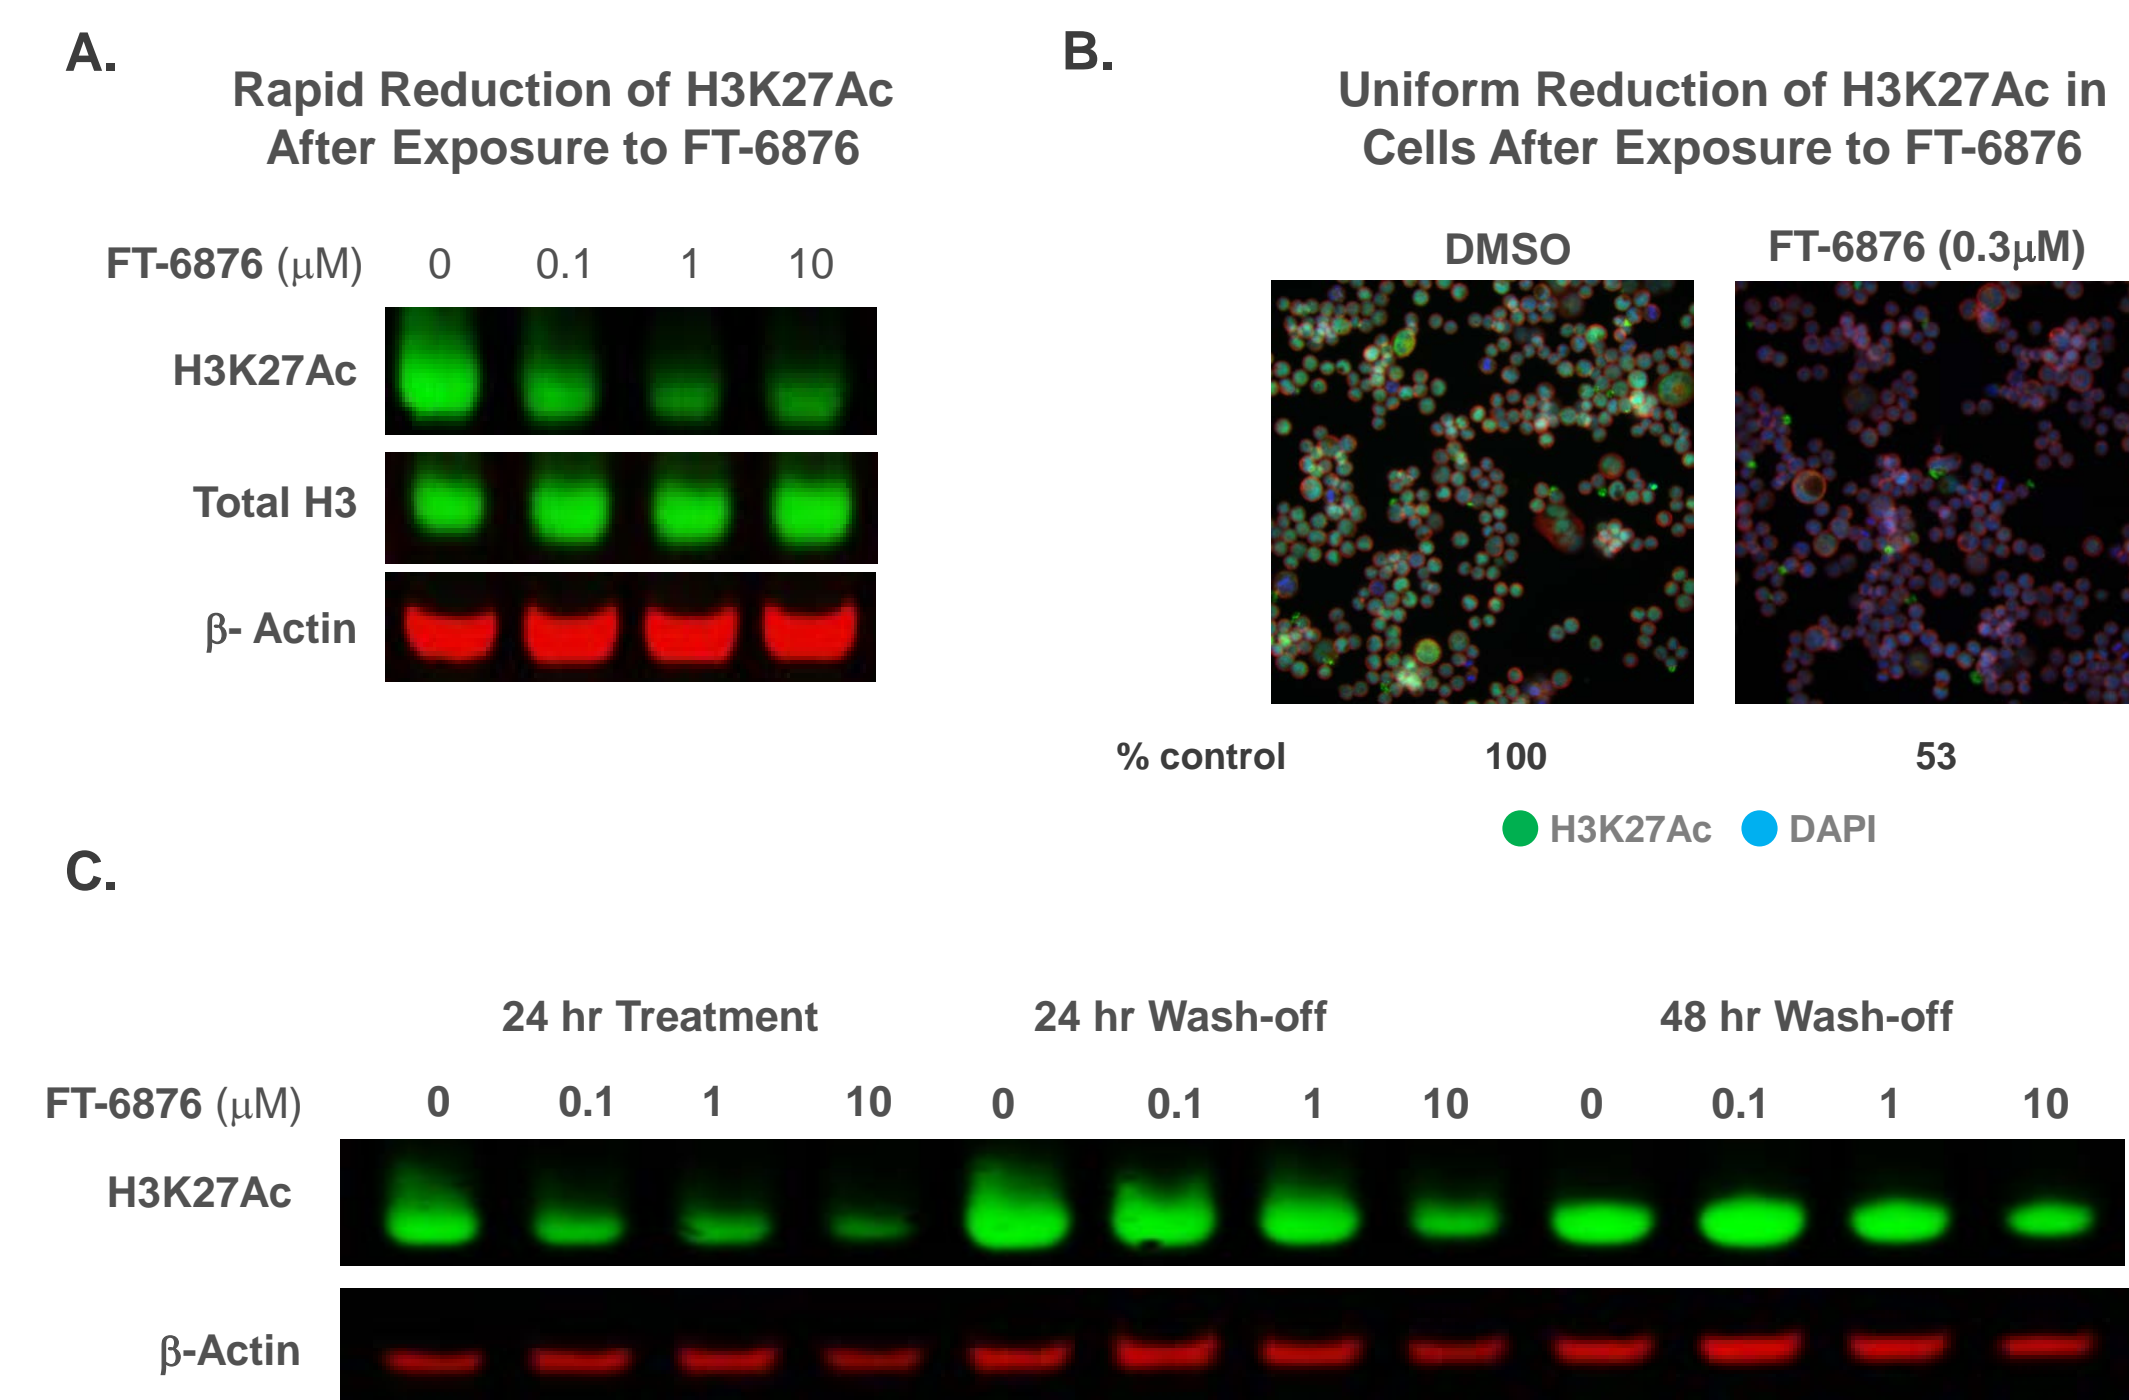 A.
Rapid Reduction of H3K27Ac
After Exposure to FT-6876
FT-6876 (μM) 0 0.1 1 10
H3K27Ac
Total H3
β- Actin
B.
Uniform Reduction of H3K27Ac in
Cells After Exposure to FT-6876
DMSO FT-6876 (0.3μM)
% control 100 53
H3K27Ac DAPI
C.
24 hr Treatment 24 hr Wash-off 48 hr Wash-off
FT-6876 (μM) 0 0.1 1 10 0 0.1 1 10 0 0.1 1 10
H3K27Ac
β-Actin